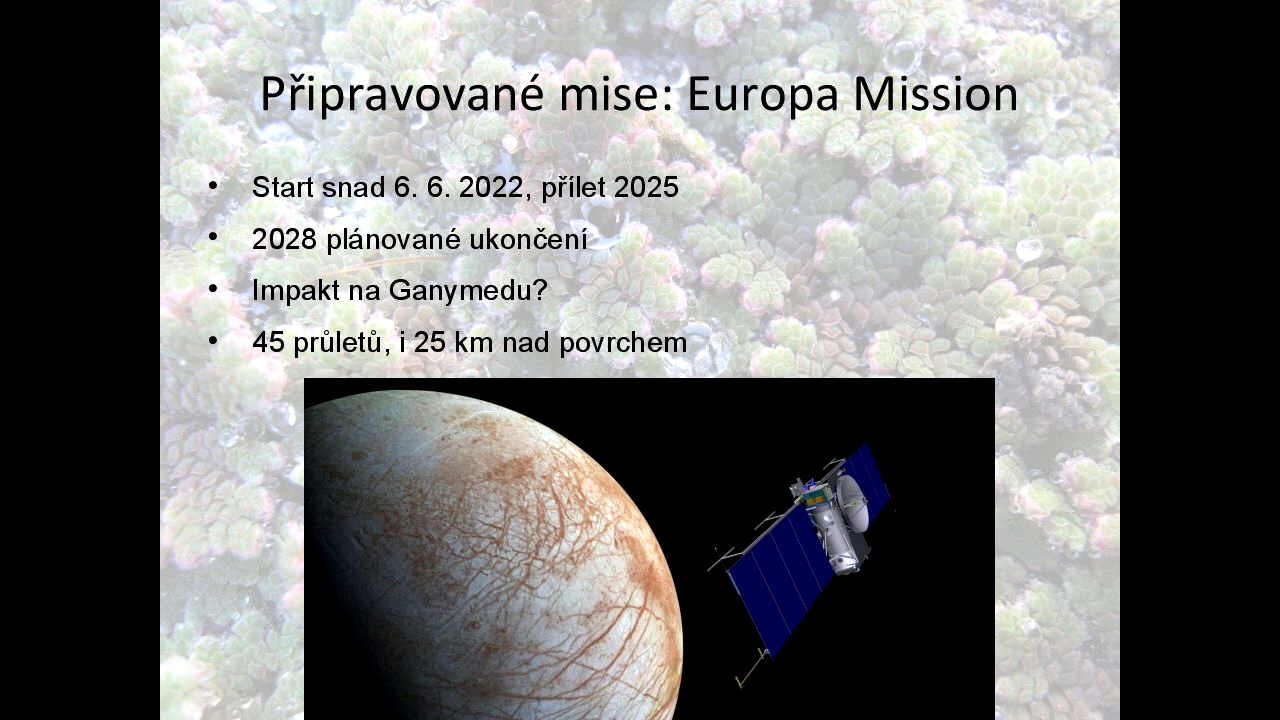 Připravované mise: Europa Mission
• Start snad 6. 6. 2022, přílet 2025
• 2028 plánované ukončení
• Impakt na Ganymedu?
• 45 průletů, i 25 km nad povrchem